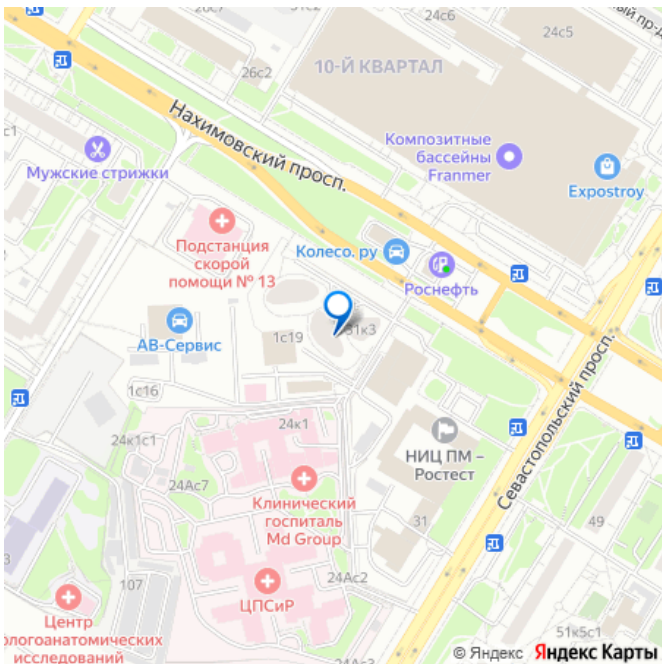 24с6
24с5
26с2
10-Й КВАРТАЛ
Нахимовский просп.
Композитные
бассейны
Franmer
Expostroy
Мужские стрижки
Подстанция
скорой
помощи № 13
Колесо.ру
Роснефть
АВ-Сервис
1с19
31к3
1с16
24к1с1
24к1
24Ас7
Клинический
госпиталь
Md Group
НИЦ ПМ –
Ростест
Севастопольский просп.
31
49
24Ас2
107
ЦПСиР
Центр
ологоанатомических
исследований
51к5с1
© Яндекс Яндекс Карты